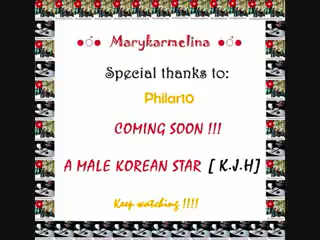 ●♂● Marykarmelina ●♂●
Special thanks to:
Philar10
COMING SOON !!!
A MALE KOREAN STAR [ K.J.H]
Keep watching !!!!